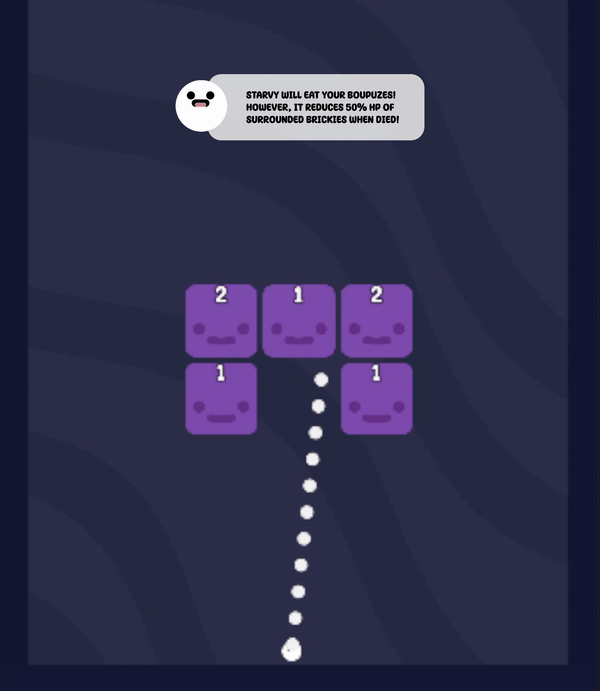 STARVY WILL EAT YOUR BOUPUZES!
HOWEVER, IT REDUCES 50% HP OF
SURROUNDED BRICKIES WHEN DIED!
2 1 2
1 1